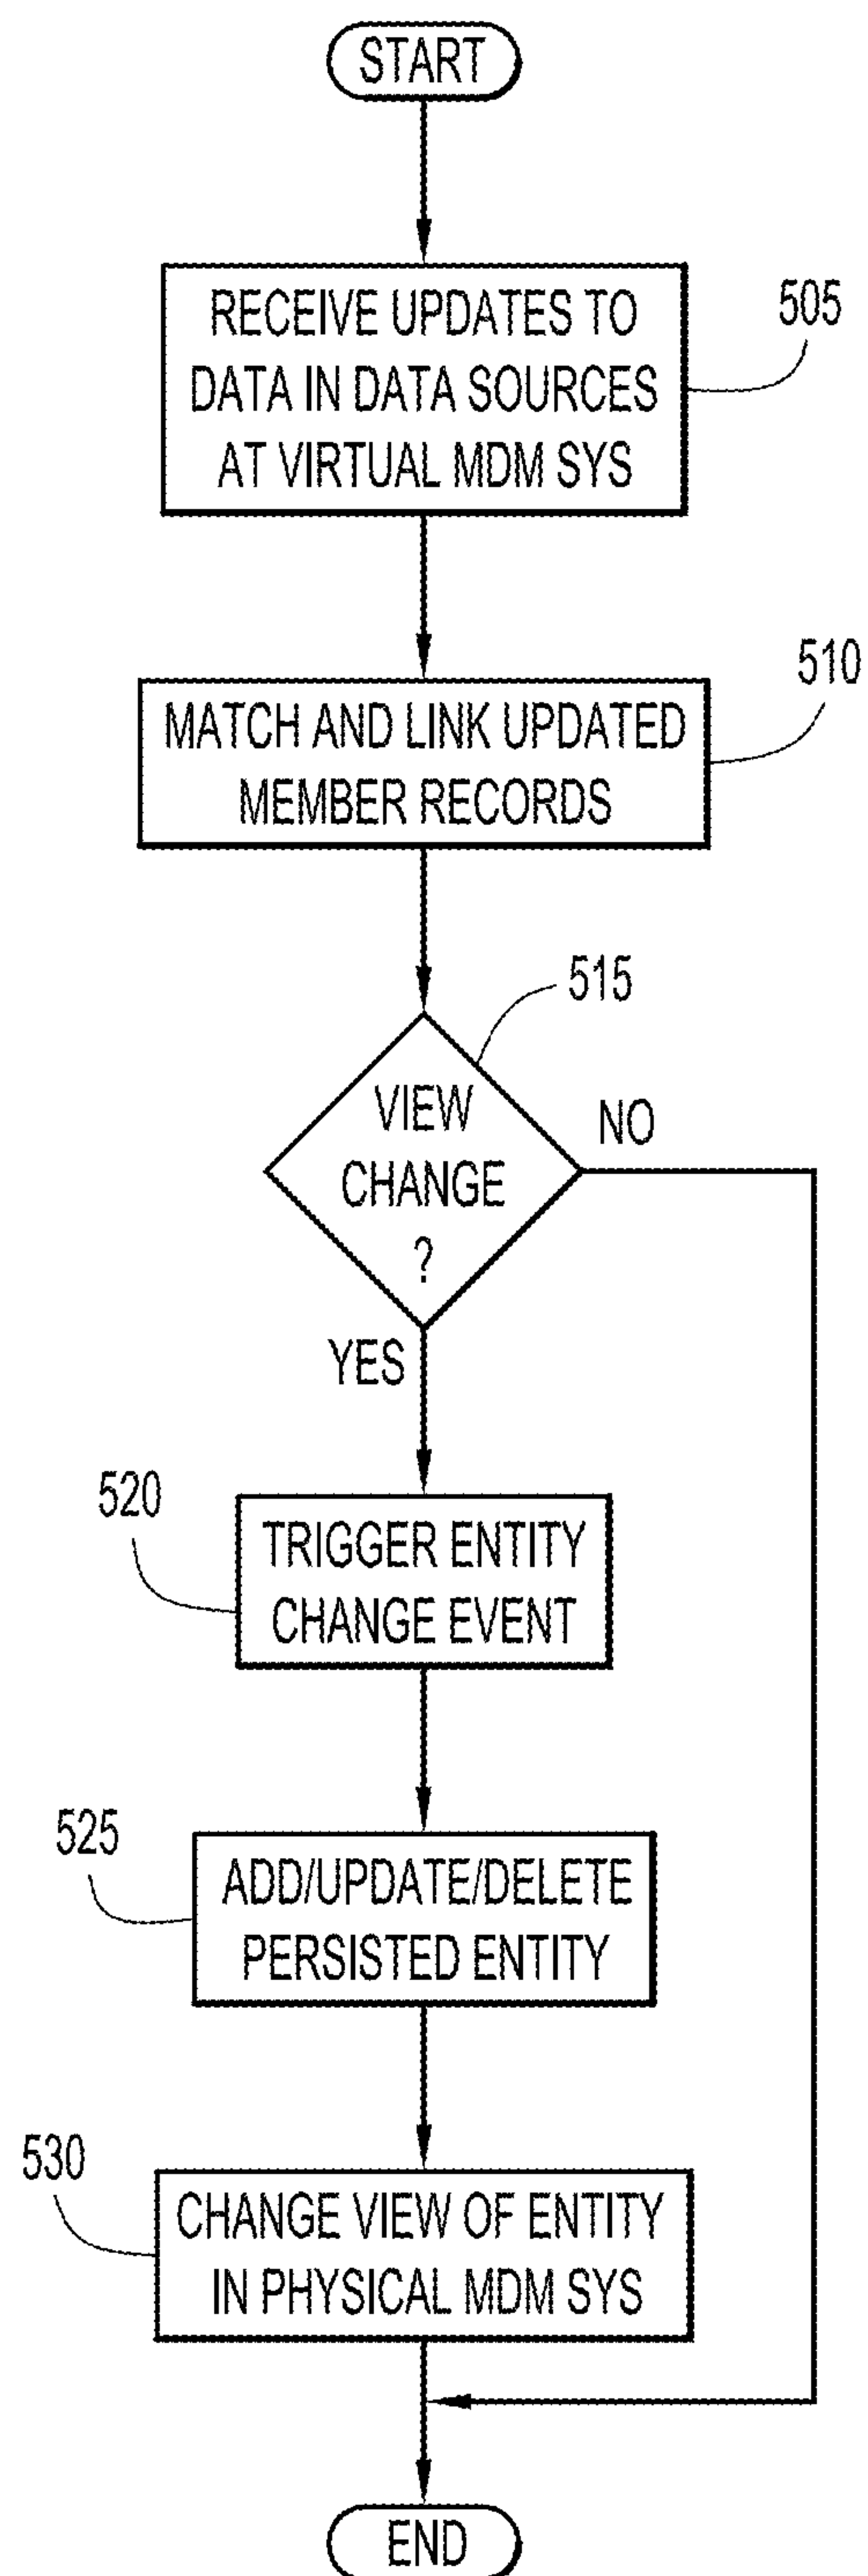 START
RECEIVE UPDATES TO
DATA IN DATA SOURCES
AT VIRTUAL MDM SYS
505
MATCH AND LINK UPDATED
MEMBER RECORDS
510
515
VIEW
CHANGE
?
NO
YES
520
TRIGGER ENTITY
CHANGE EVENT
525
ADD/UPDATE/DELETE
PERSISTED ENTITY
530
CHANGE VIEW OF ENTITY
IN PHYSICAL MDM SYS
END